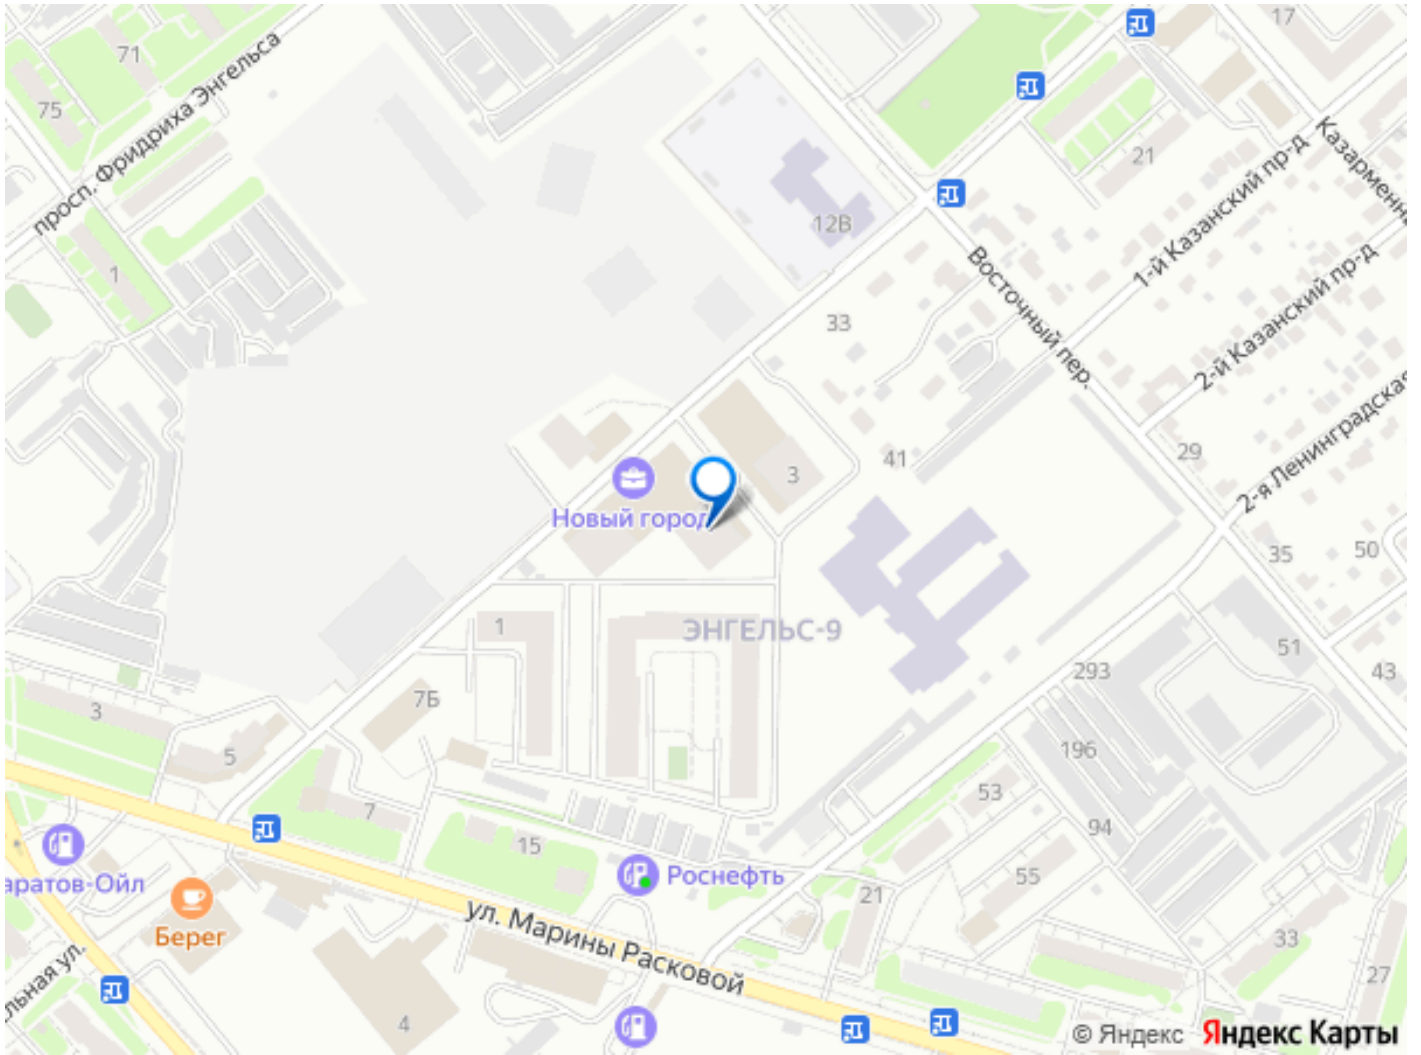 17
71
75
просп. Фридриха Энгельса
21
1-й Казанский пр-д
Казарменн
12В
1
33
Восточный пер.
2-й Казанский пр-д
2-я Ленинградская
29
41
3
Новый город
35
50
1
ЭНГЕЛЬС-9
51
43
293
7Б
3
5
196
53
7
94
15
аратов-Ойл
Роснефть
55
21
Берег
ул. Марины Расковой
33
27
льная ул.
4
© Яндекс Яндекс Карты